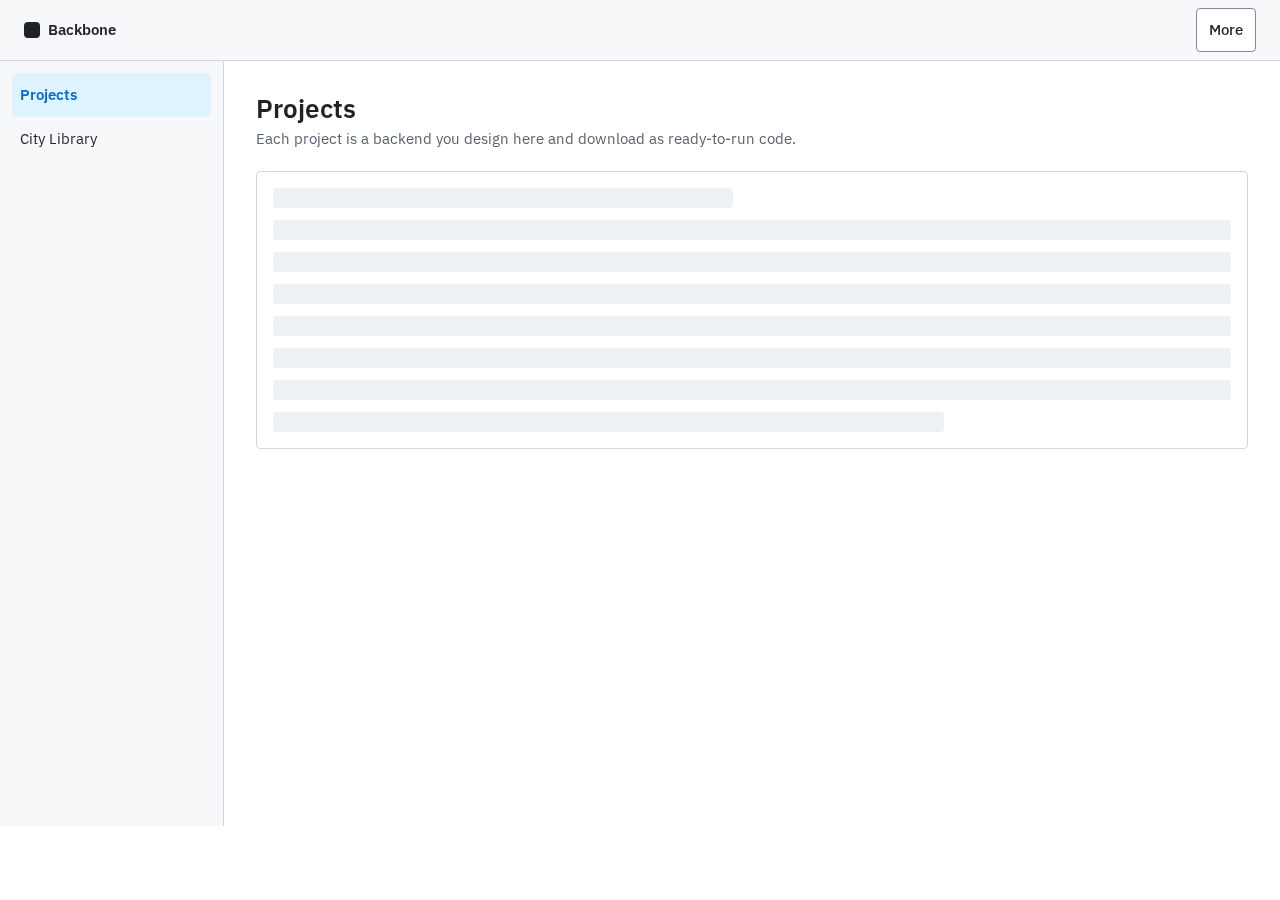 Backbone
More
Projects
City Library
Projects
Each project is a backend you design here and download as ready-to-run code.